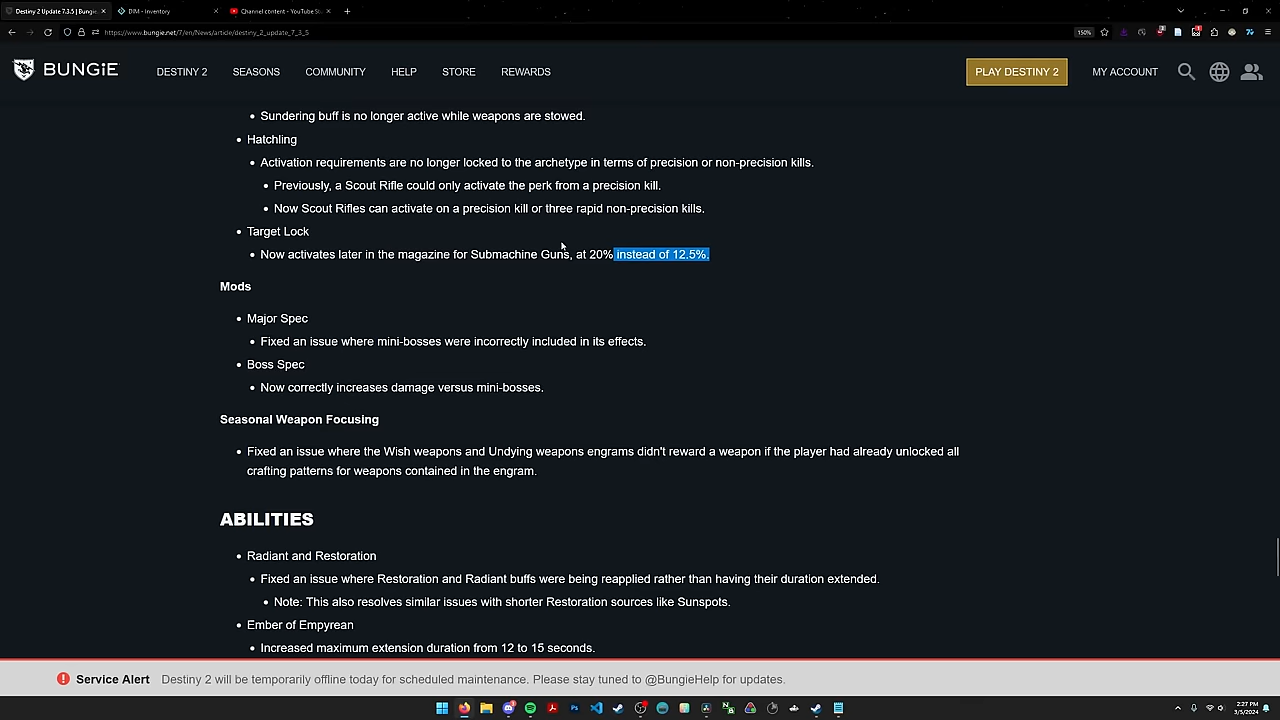 Destiny 2 Update 7.3.5 | Bungie
DIM - Inventory
Channel content - YouTube St
https://www.bungie.net/7/en/News/article/destiny_2_update_7_3_5
150%
BUNGIE
DESTINY 2
SEASONS
COMMUNITY
HELP
STORE
REWARDS
PLAY DESTINY 2
MY ACCOUNT
• Sundering buff is no longer active while weapons are stowed.
• Hatchling
• Activation requirements are no longer locked to the archetype in terms of precision or non-precision kills.
• Previously, a Scout Rifle could only activate the perk from a precision kill.
• Now Scout Rifles can activate on a precision kill or three rapid non-precision kills.
• Target Lock
• Now activates later in the magazine for Submachine Guns, at 20% instead of 12.5%.
Mods
• Major Spec
• Fixed an issue where mini-bosses were incorrectly included in its effects.
• Boss Spec
• Now correctly increases damage versus mini-bosses.
Seasonal Weapon Focusing
• Fixed an issue where the Wish weapons and Undying weapons engrams didn't reward a weapon if the player had already unlocked all
crafting patterns for weapons contained in the engram.
ABILITIES
• Radiant and Restoration
• Fixed an issue where Restoration and Radiant buffs were being reapplied rather than having their duration extended.
• Note: This also resolves similar issues with shorter Restoration sources like Sunspots.
• Ember of Empyrean
• Increased maximum extension duration from 12 to 15 seconds.
Service Alert Destiny 2 will be temporarily offline today for scheduled maintenance. Please stay tuned to @BungieHelp for updates.
2:27 PM
3/5/2024